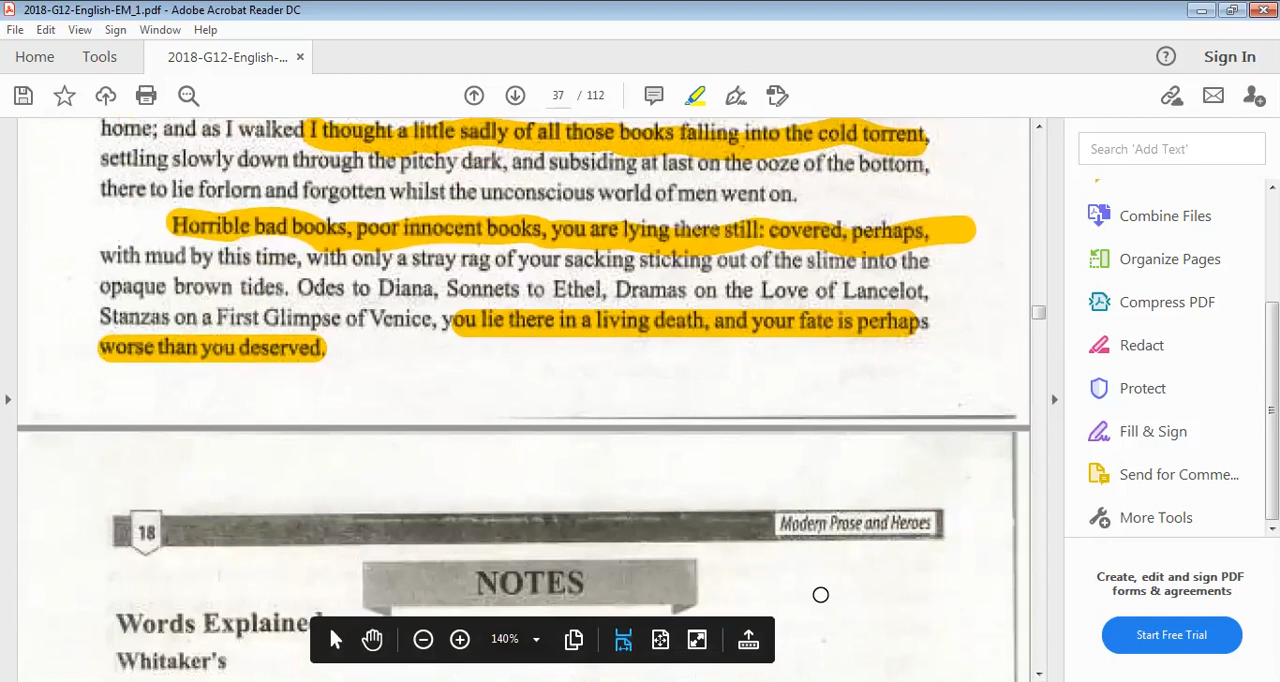 2018-G12-English-EM_1.pdf - Adobe Acrobat Reader DC
File Edit View Sign Window Help
Home Tools 2018-G12-English-... × Sign In
37 / 112
home; and as I walked I thought a little sadly of all those books falling into the cold torrent,
settling slowly down through the pitchy dark, and subsiding at last on the ooze of the bottom,
there to lie forlorn and forgotten whilst the unconscious world of men went on.
Horrible bad books, poor innocent books, you are lying there still: covered, perhaps,
with mud by this time, with only a stray rag of your sacking sticking out of the slime into the
opaque brown tides. Odes to Diana, Sonnets to Ethel, Dramas on the Love of Lancelot,
Stanzas on a First Glimpse of Venice, you lie there in a living death, and your fate is perhaps
worse than you deserved.
18 Modern Prose and Heroes
NOTES
Words Explained
Whitaker's
140%
Search 'Add Text'
Combine Files
Organize Pages
Compress PDF
Redact
Protect
Fill & Sign
Send for Comme...
More Tools
Create, edit and sign PDF
forms & agreements
Start Free Trial